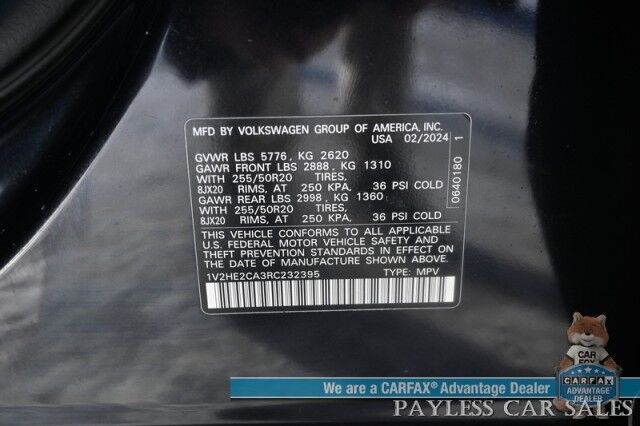 MFD BY VOLKSWAGEN GROUP OF AMERICA, INC.
USA 02/2024 1
GVWR LBS 5776, KG 2620
GAWR FRONT LBS 2888, KG 1310
WITH 255/50R20 TIRES,
8JX20 RIMS, AT 250 KPA, 36 PSI COLD
GAWR REAR LBS 2998, KG 1360
WITH 255/50R20 TIRES,
8JX20 RIMS, AT 250 KPA, 36 PSI COLD
0640180
THIS VEHICLE CONFORMS TO ALL APPLICABLE
U.S. FEDERAL MOTOR VEHICLE SAFETY AND
THEFT PREVENTION STANDARDS IN EFFECT ON
DATE OF MANUFACTURE SHOWN ABOVE.
1V2HE2CA3RC232395 TYPE: MPV
CAR
FOX
We are a CARFAX® Advantage Dealer
CARFAX
ADVANTAGE
DEALER
PAYLESS CAR SALES